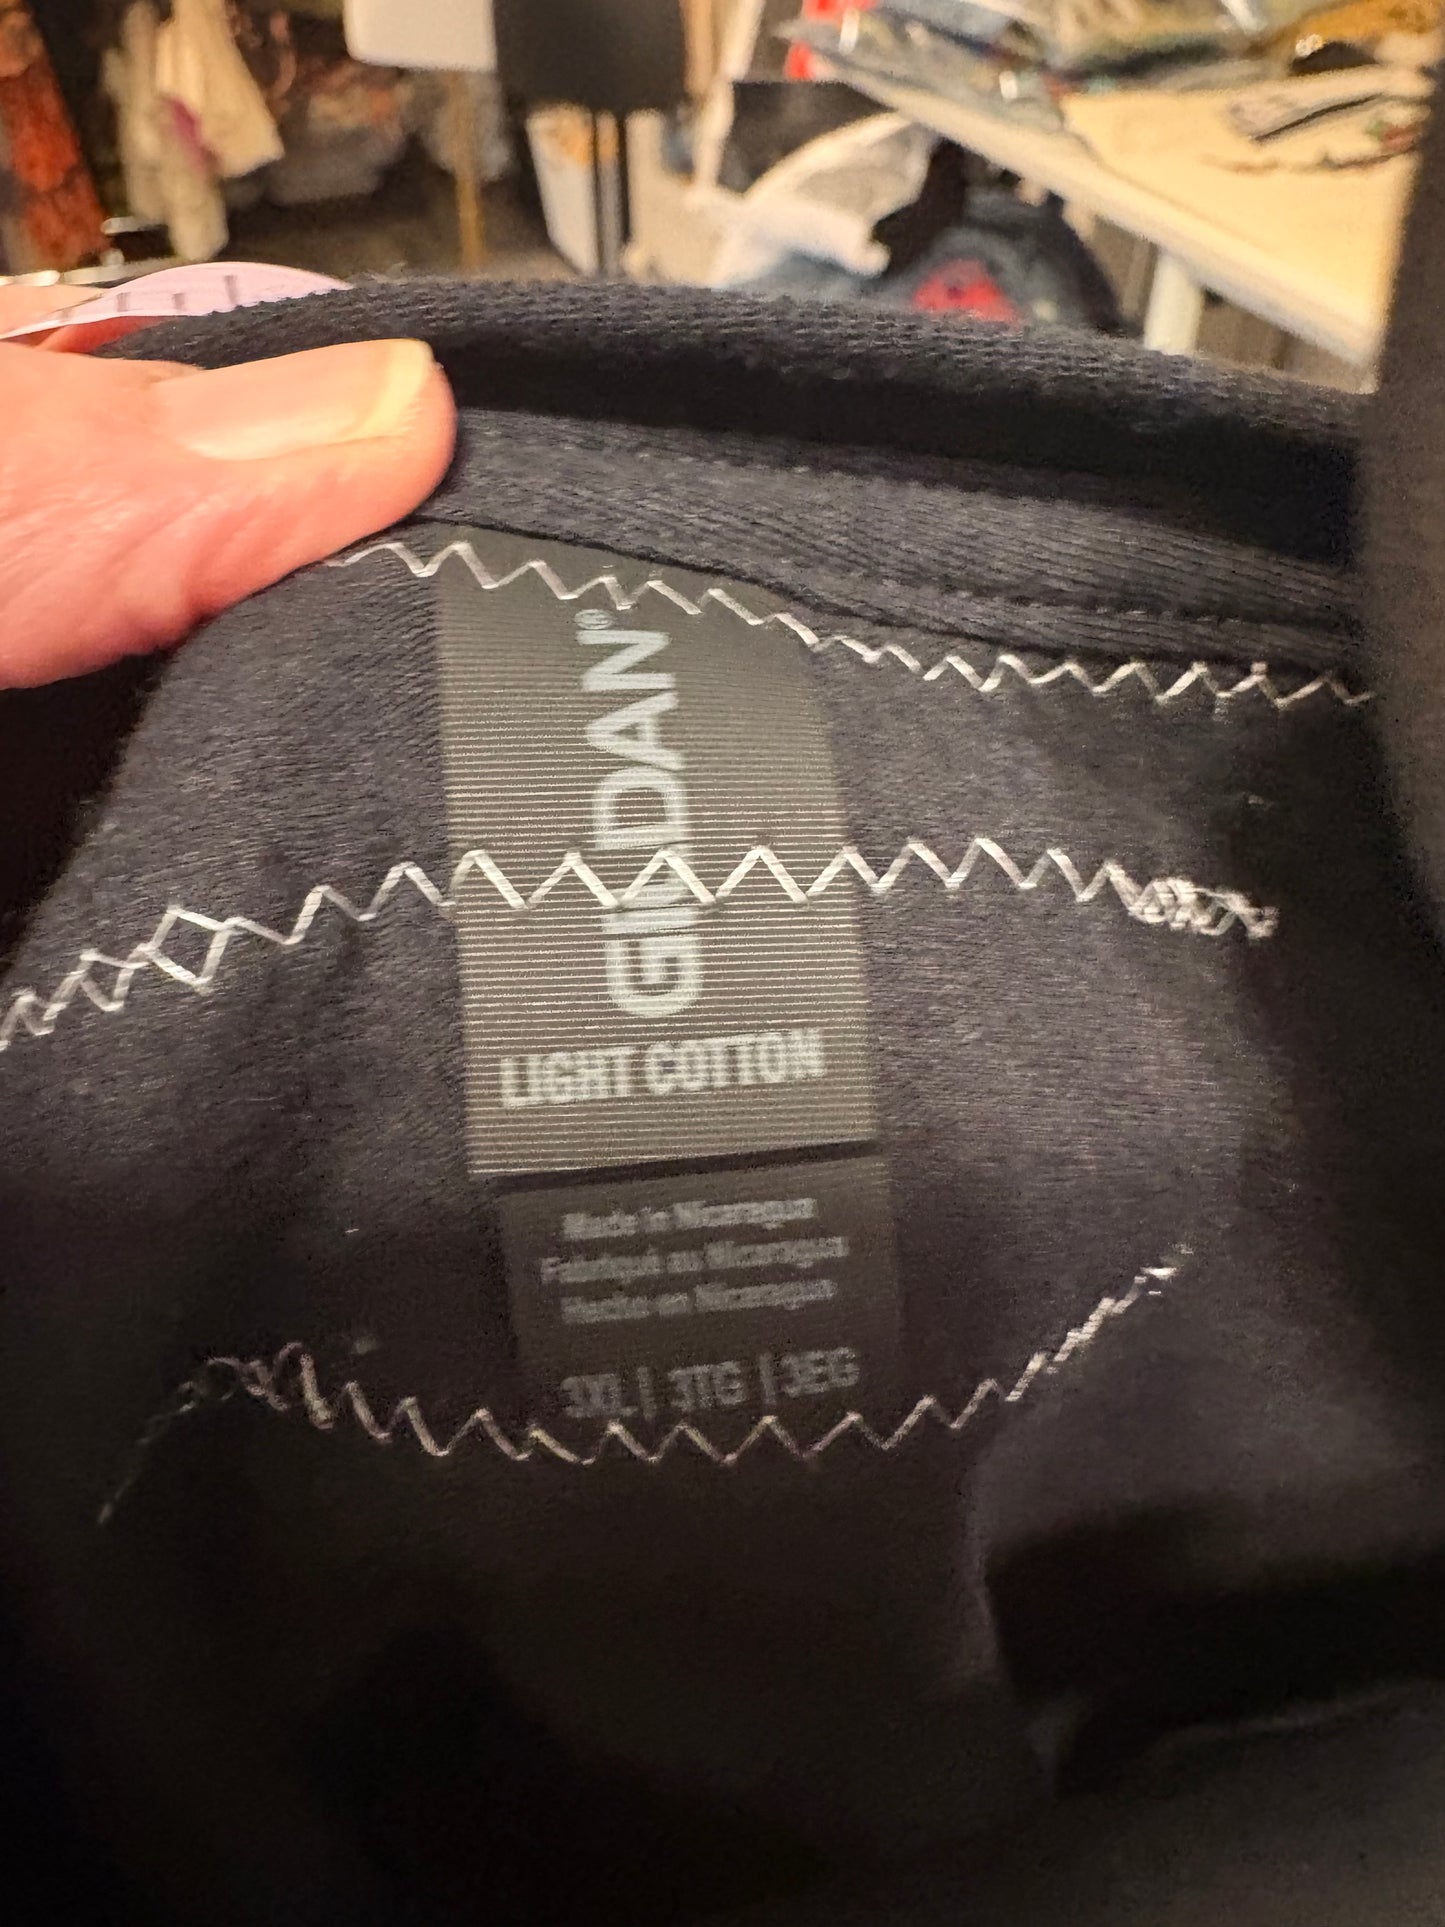 GILDAN®
LIGHT COTTON
Made in Nicaragua
Fabriqué au Nicaragua
Hecho en Nicaragua
3XL | 3TG | 3EG